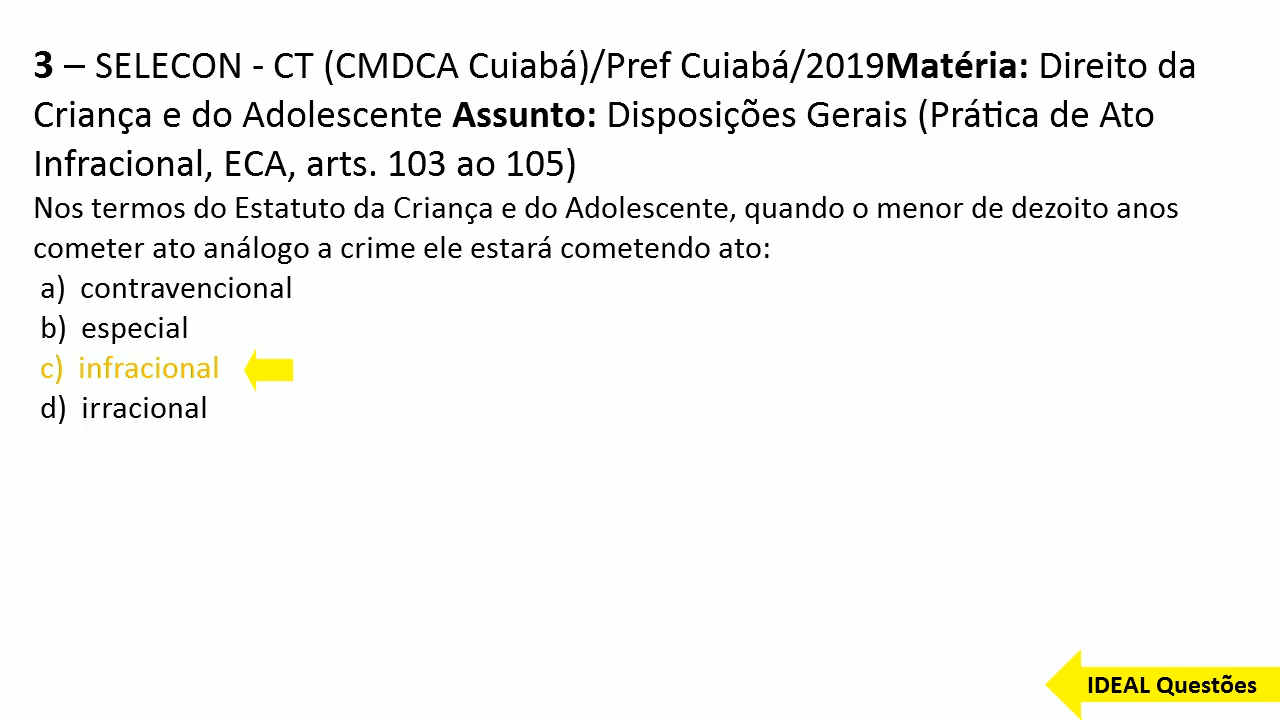 3 – SELECON - CT (CMDCA Cuiabá)/Pref Cuiabá/2019Matéria: Direito da
Criança e do Adolescente Assunto: Disposições Gerais (Prática de Ato
Infracional, ECA, arts. 103 ao 105)
Nos termos do Estatuto da Criança e do Adolescente, quando o menor de dezoito anos
cometer ato análogo a crime ele estará cometendo ato:
a) contravencional
b) especial
c) infracional
d) irracional
IDEAL Questões